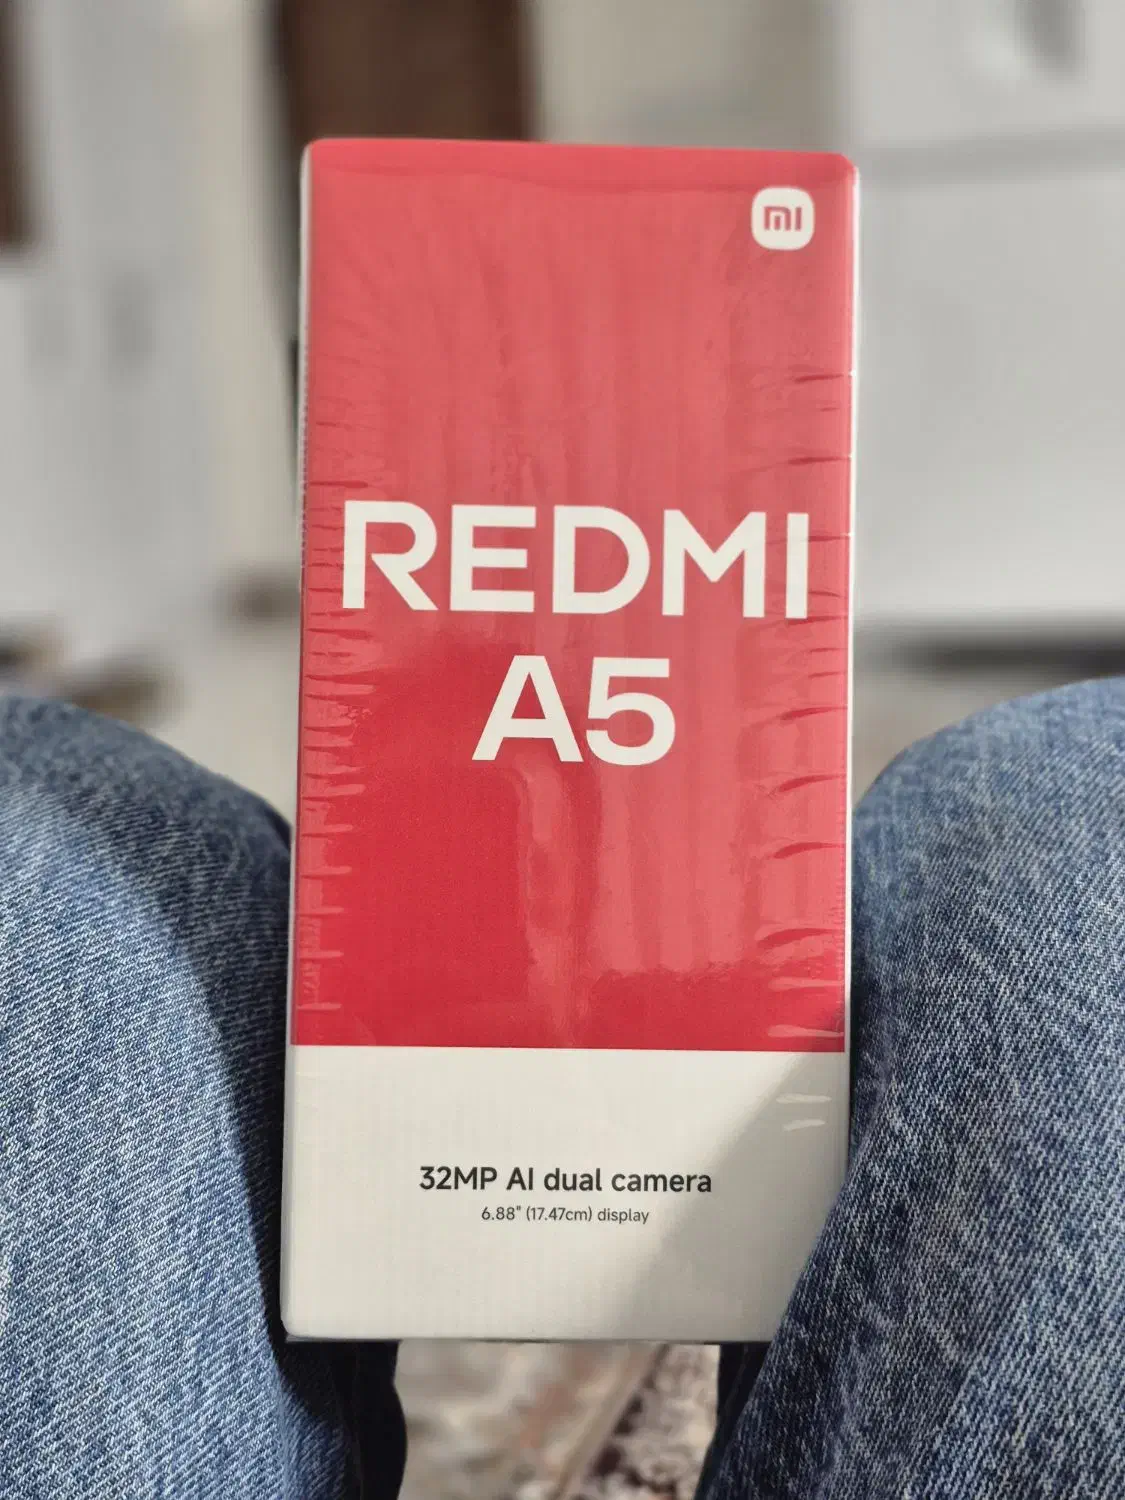 mi
REDMI
A5
32MP AI dual camera
6.88" (17.47cm) display